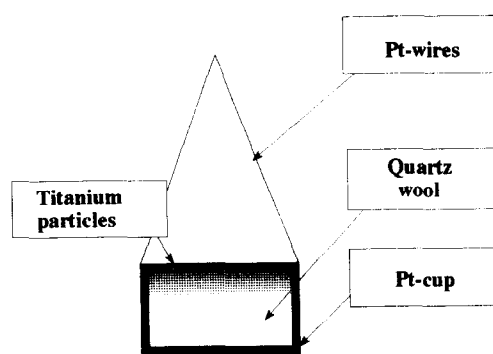 Pt-wires
Quartz
wool
Titanium
particles
Pt-cup